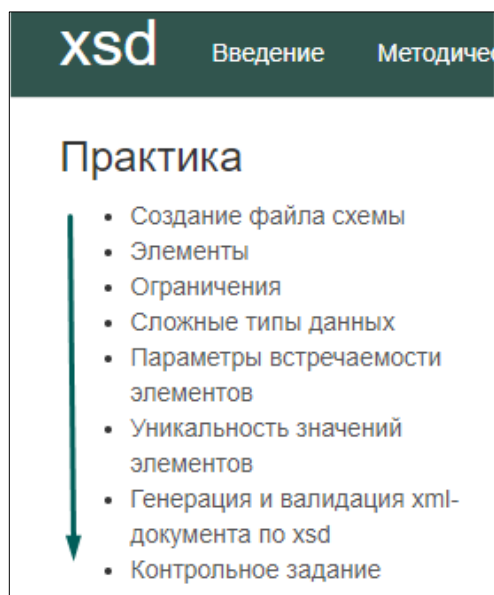 xsd Введение Методичес
Практика
Создание файла схемы
Элементы
Ограничения
Сложные типы данных
Параметры встречаемости
элементов
Уникальность значений
элементов
Генерация и валидация xml-
документа по xsd
Контрольное задание